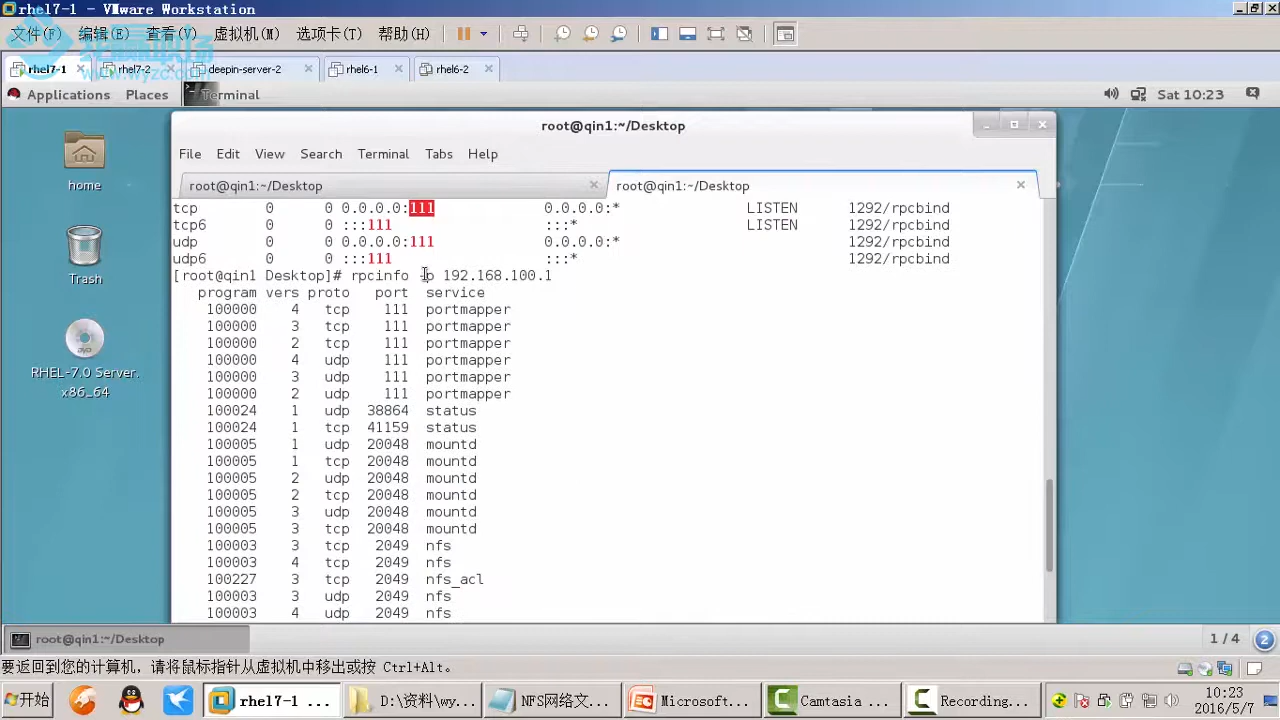 rhel7-1 - VMware Workstation
文件(F) 编辑(E) 查看(V) 虚拟机(M) 选项卡(T) 帮助(H)
www.wyzc.com
rhel7-1 rhel7-2 deepin-server-2 rhel6-1 rhel6-2
Applications Places Terminal Sat 10:23
root@qin1:~/Desktop
File Edit View Search Terminal Tabs Help
root@qin1:~/Desktop root@qin1:~/Desktop
home
Trash
RHEL-7.0 Server.
x86_64
tcp 0 0 0.0.0.0:111 0.0.0.0:* LISTEN 1292/rpcbind
tcp6 0 0 :::111 :::* LISTEN 1292/rpcbind
udp 0 0 0.0.0.0:111 0.0.0.0:* 1292/rpcbind
udp6 0 0 :::111 :::* 1292/rpcbind
[root@qin1 Desktop]# rpcinfo -p 192.168.100.1
program vers proto port service
100000 4 tcp 111 portmapper
100000 3 tcp 111 portmapper
100000 2 tcp 111 portmapper
100000 4 udp 111 portmapper
100000 3 udp 111 portmapper
100000 2 udp 111 portmapper
100024 1 udp 38864 status
100024 1 tcp 41159 status
100005 1 udp 20048 mountd
100005 1 tcp 20048 mountd
100005 2 udp 20048 mountd
100005 2 tcp 20048 mountd
100005 3 udp 20048 mountd
100005 3 tcp 20048 mountd
100003 3 tcp 2049 nfs
100003 4 tcp 2049 nfs
100227 3 tcp 2049 nfs_acl
100003 3 udp 2049 nfs
100003 4 udp 2049 nfs
root@qin1:~/Desktop 1 / 4 2
要返回到您的计算机，请将鼠标指针从虚拟机中移出或按 Ctrl+Alt。
开始 rhel7-1 ... D:\资料\wy... NFS网络文... Microsoft... Camtasia ... Recording...
10:23
2016/5/7